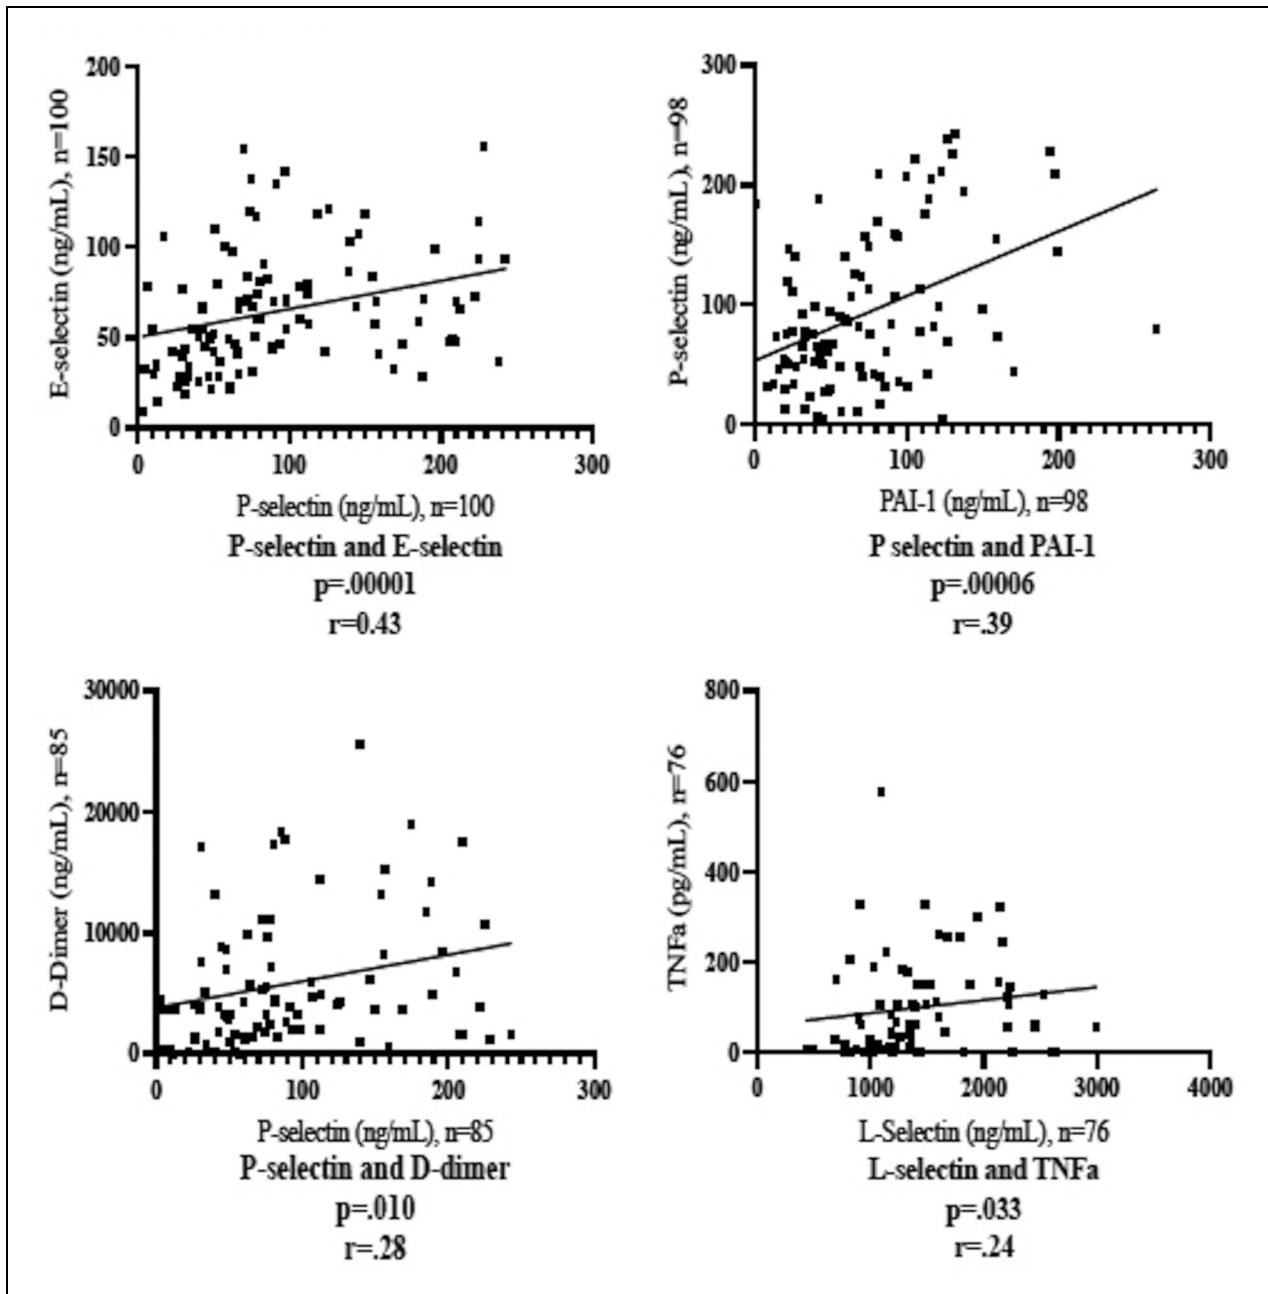 E-selectin (ng/mL), n=100
200
150
100
50
0
0 100 200 300
P-selectin (ng/mL), n=100
P-selectin and E-selectin
p=.00001
r=0.43
P-selectin (ng/mL), n=98
300
200
100
0
0 100 200 300
PAI-1 (ng/mL), n=98
P selectin and PAI-1
p=.00006
r=.39
D-Dimer (ng/mL), n=85
30000
20000
10000
0
0 100 200 300
P-selectin (ng/mL), n=85
P-selectin and D-dimer
p=.010
r=.28
TNFa (pg/mL), n=76
800
600
400
200
0
0 1000 2000 3000 4000
L-Selectin (ng/mL), n=76
L-selectin and TNFa
p=.033
r=.24